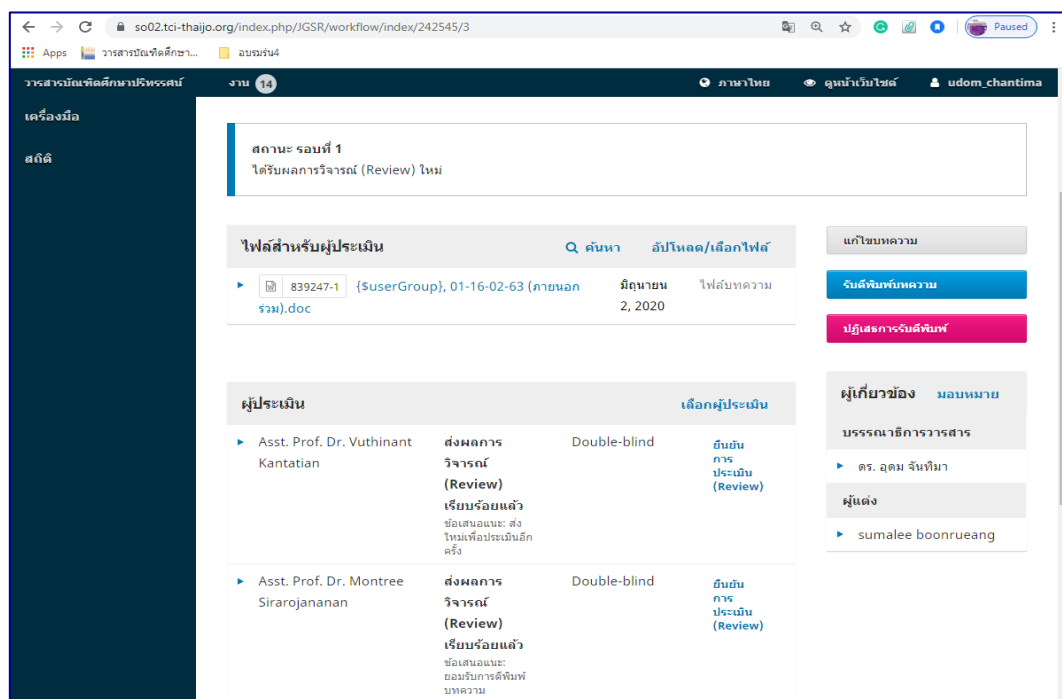 so02.tci-thaijo.org/index.php/JGSR/workflow/index/242545/3
Paused
Apps
วารสารบัณฑิตศึกษา...
อบรมรุ่น4
วารสารบัณฑิตศึกษาปริทรรศน์
งาน 14
ภาษาไทย
ดูหน้าเว็บไซต์
udom_chantima
เครื่องมือ
สถิติ
สถานะ รอบที่ 1
ได้รับผลการวิจารณ์ (Review) ใหม่
ไฟล์สำหรับผู้ประเมิน
ค้นหา
อัปโหลด/เลือกไฟล์
839247-1 {$userGroup}, 01-16-02-63 (ภายนอก
ร่วม).doc
มิถุนายน
2, 2020
ไฟล์บทความ
แก้ไขบทความ
รับตีพิมพ์บทความ
ปฏิเสธการรับตีพิมพ์
ผู้ประเมิน
เลือกผู้ประเมิน
Asst. Prof. Dr. Vuthinant
Kantatian
ส่งผลการ
วิจารณ์
(Review)
เรียบร้อยแล้ว
ข้อเสนอแนะ: ส่ง
ใหม่เพื่อประเมินอีก
ครั้ง
Double-blind
ยืนยัน
การ
ประเมิน
(Review)
Asst. Prof. Dr. Montree
Sirarojananan
ส่งผลการ
วิจารณ์
(Review)
เรียบร้อยแล้ว
ข้อเสนอแนะ:
ยอมรับการตีพิมพ์
บทความ
Double-blind
ยืนยัน
การ
ประเมิน
(Review)
ผู้เกี่ยวข้อง
มอบหมาย
บรรรณาธิการวารสาร
ดร. อุดม จันทิมา
ผู้แต่ง
sumalee boonrueang